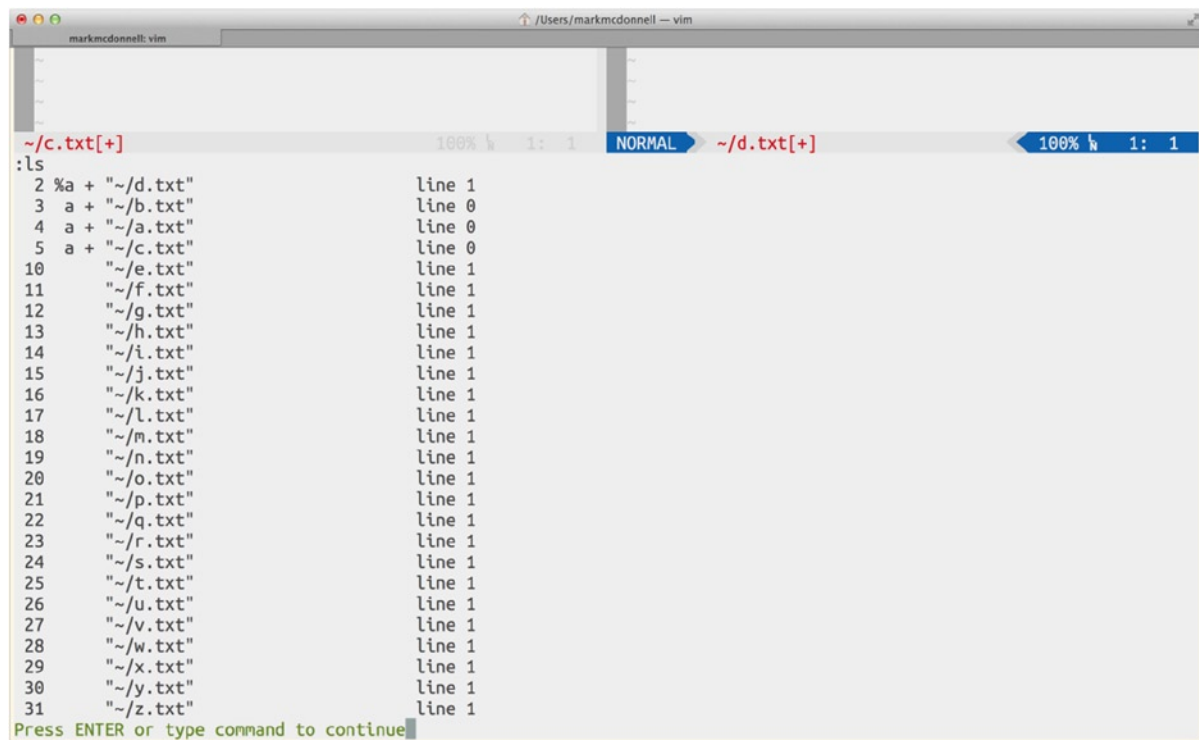 /Users/markmcdonnell — vim
markmcdonnell: vim
~ ~
~ ~
~ ~
~ ~
~/c.txt[+] 100% ␤ 1: 1 NORMAL ~/d.txt[+] 100% ␤ 1: 1
:ls
2 %a + "~/d.txt" line 1
3 a + "~/b.txt" line 0
4 a + "~/a.txt" line 0
5 a + "~/c.txt" line 0
10 "~/e.txt" line 1
11 "~/f.txt" line 1
12 "~/g.txt" line 1
13 "~/h.txt" line 1
14 "~/i.txt" line 1
15 "~/j.txt" line 1
16 "~/k.txt" line 1
17 "~/l.txt" line 1
18 "~/m.txt" line 1
19 "~/n.txt" line 1
20 "~/o.txt" line 1
21 "~/p.txt" line 1
22 "~/q.txt" line 1
23 "~/r.txt" line 1
24 "~/s.txt" line 1
25 "~/t.txt" line 1
26 "~/u.txt" line 1
27 "~/v.txt" line 1
28 "~/w.txt" line 1
29 "~/x.txt" line 1
30 "~/y.txt" line 1
31 "~/z.txt" line 1
Press ENTER or type command to continue